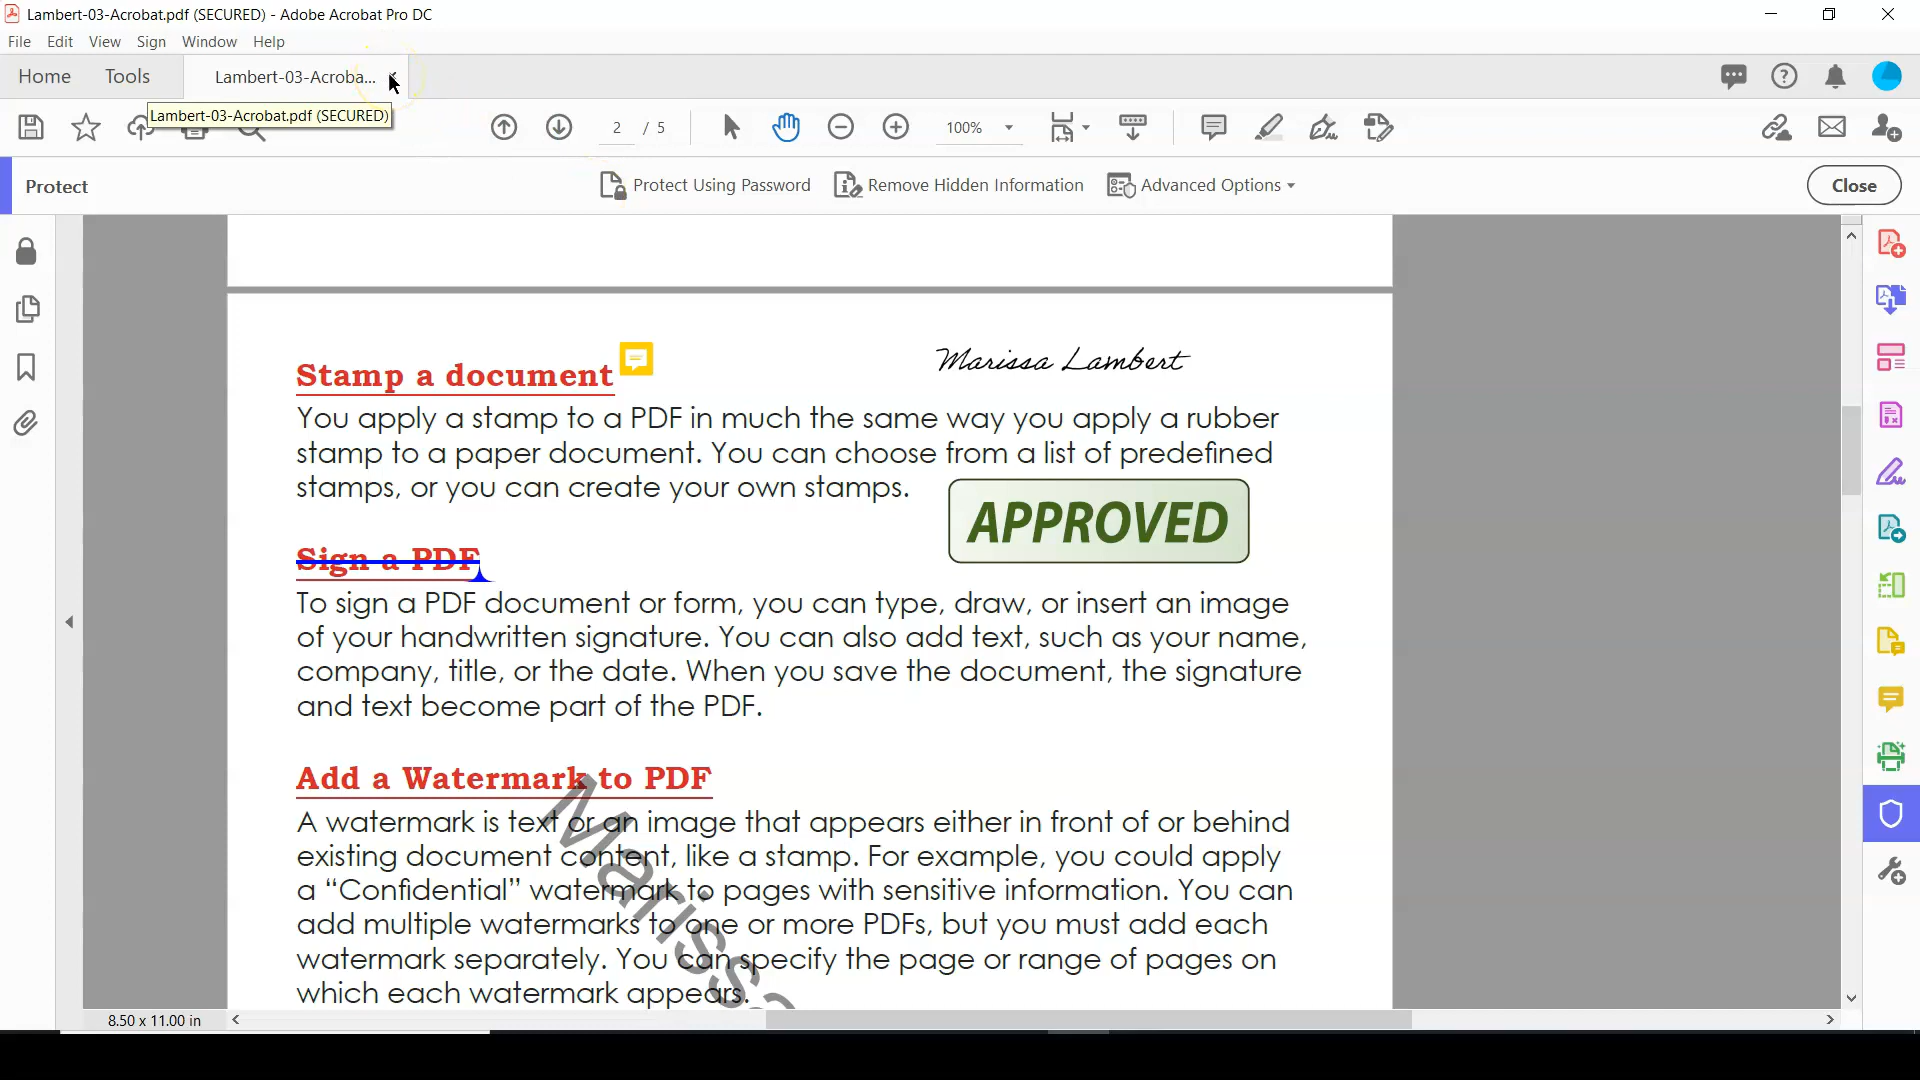 Lambert-03-Acrobat.pdf (SECURED) - Adobe Acrobat Pro DC
File Edit View Sign Window Help
Home Tools Lambert-03-Acroba...
Lambert-03-Acrobat.pdf (SECURED)
2 / 5 100%
Protect Protect Using Password Remove Hidden Information Advanced Options Close
Marissa Lambert
Stamp a document
You apply a stamp to a PDF in much the same way you apply a rubber
stamp to a paper document. You can choose from a list of predefined
stamps, or you can create your own stamps.
APPROVED
Sign a PDF
To sign a PDF document or form, you can type, draw, or insert an image
of your handwritten signature. You can also add text, such as your name,
company, title, or the date. When you save the document, the signature
and text become part of the PDF.
Add a Watermark to PDF
A watermark is text or an image that appears either in front of or behind
existing document content, like a stamp. For example, you could apply
a “Confidential” watermark to pages with sensitive information. You can
add multiple watermarks to one or more PDFs, but you must add each
watermark separately. You can specify the page or range of pages on
which each watermark appears.
8.50 x 11.00 in